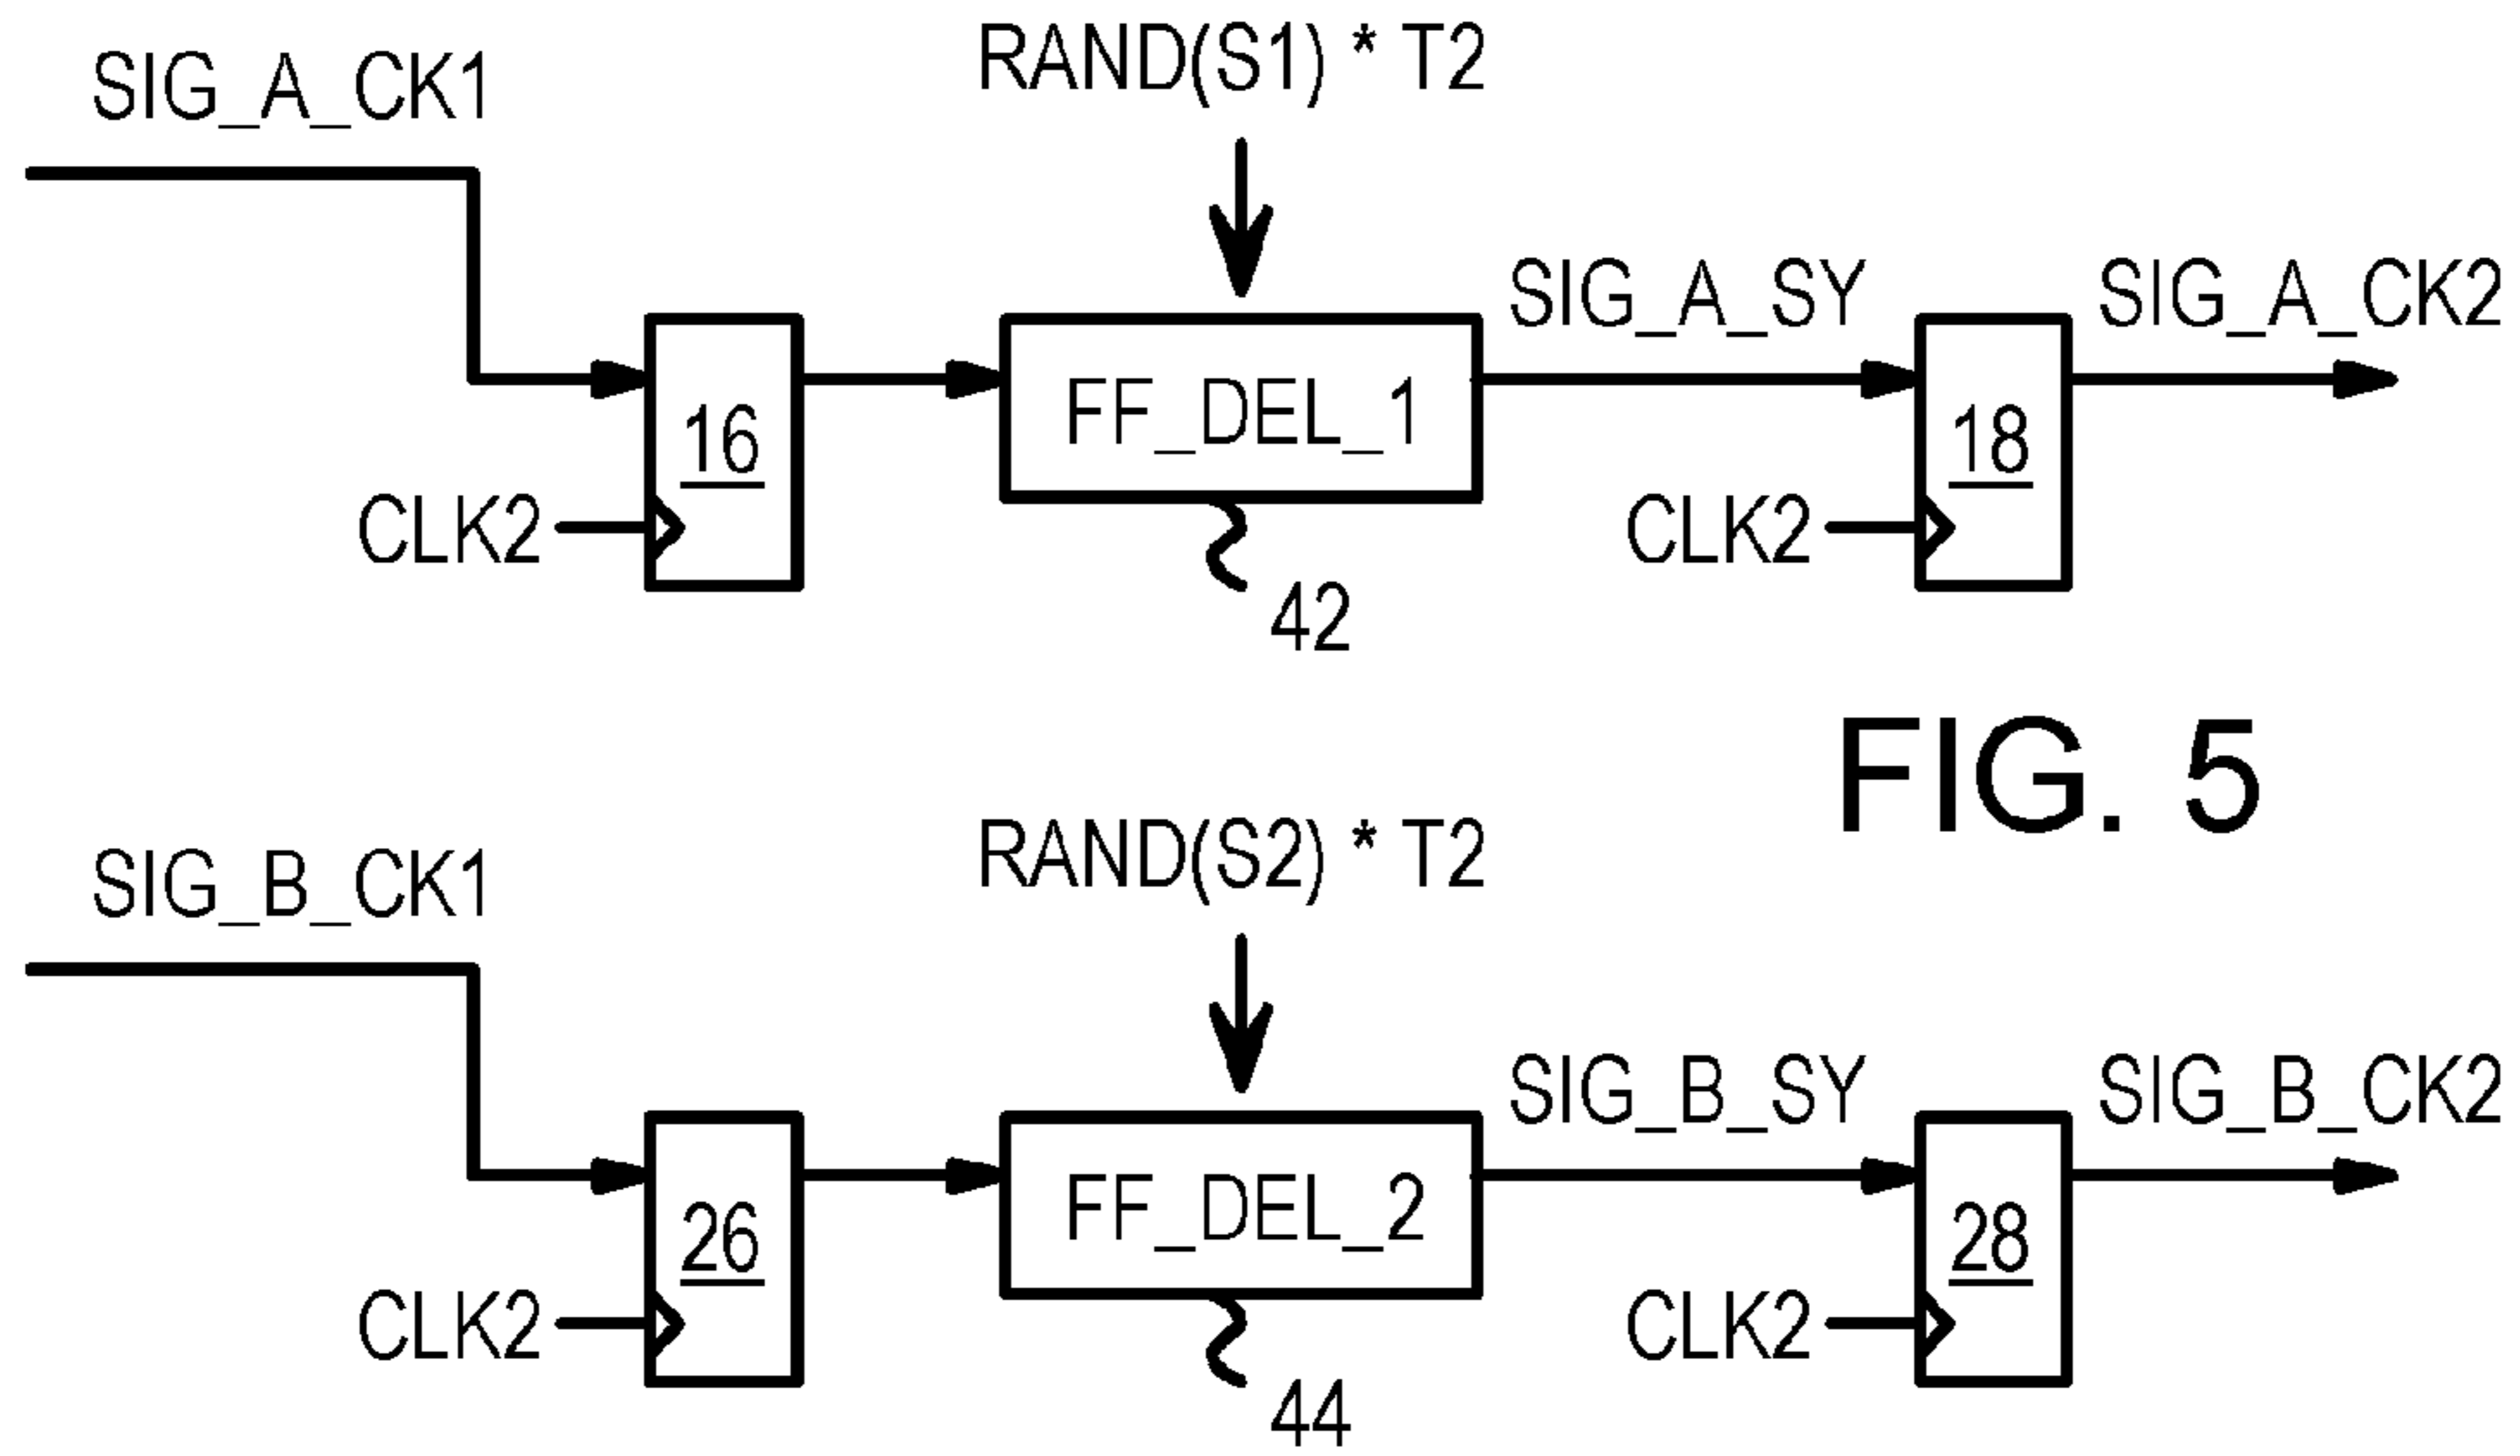 RAND(S1) * T2
SIG_A_CK1
SIG_A_SY
SIG_A_CK2
FF_DEL_1
16
18
CLK2
CLK2
42
FIG. 5
RAND(S2) * T2
SIG_B_CK1
SIG_B_SY
SIG_B_CK2
FF_DEL_2
26
28
CLK2
CLK2
44